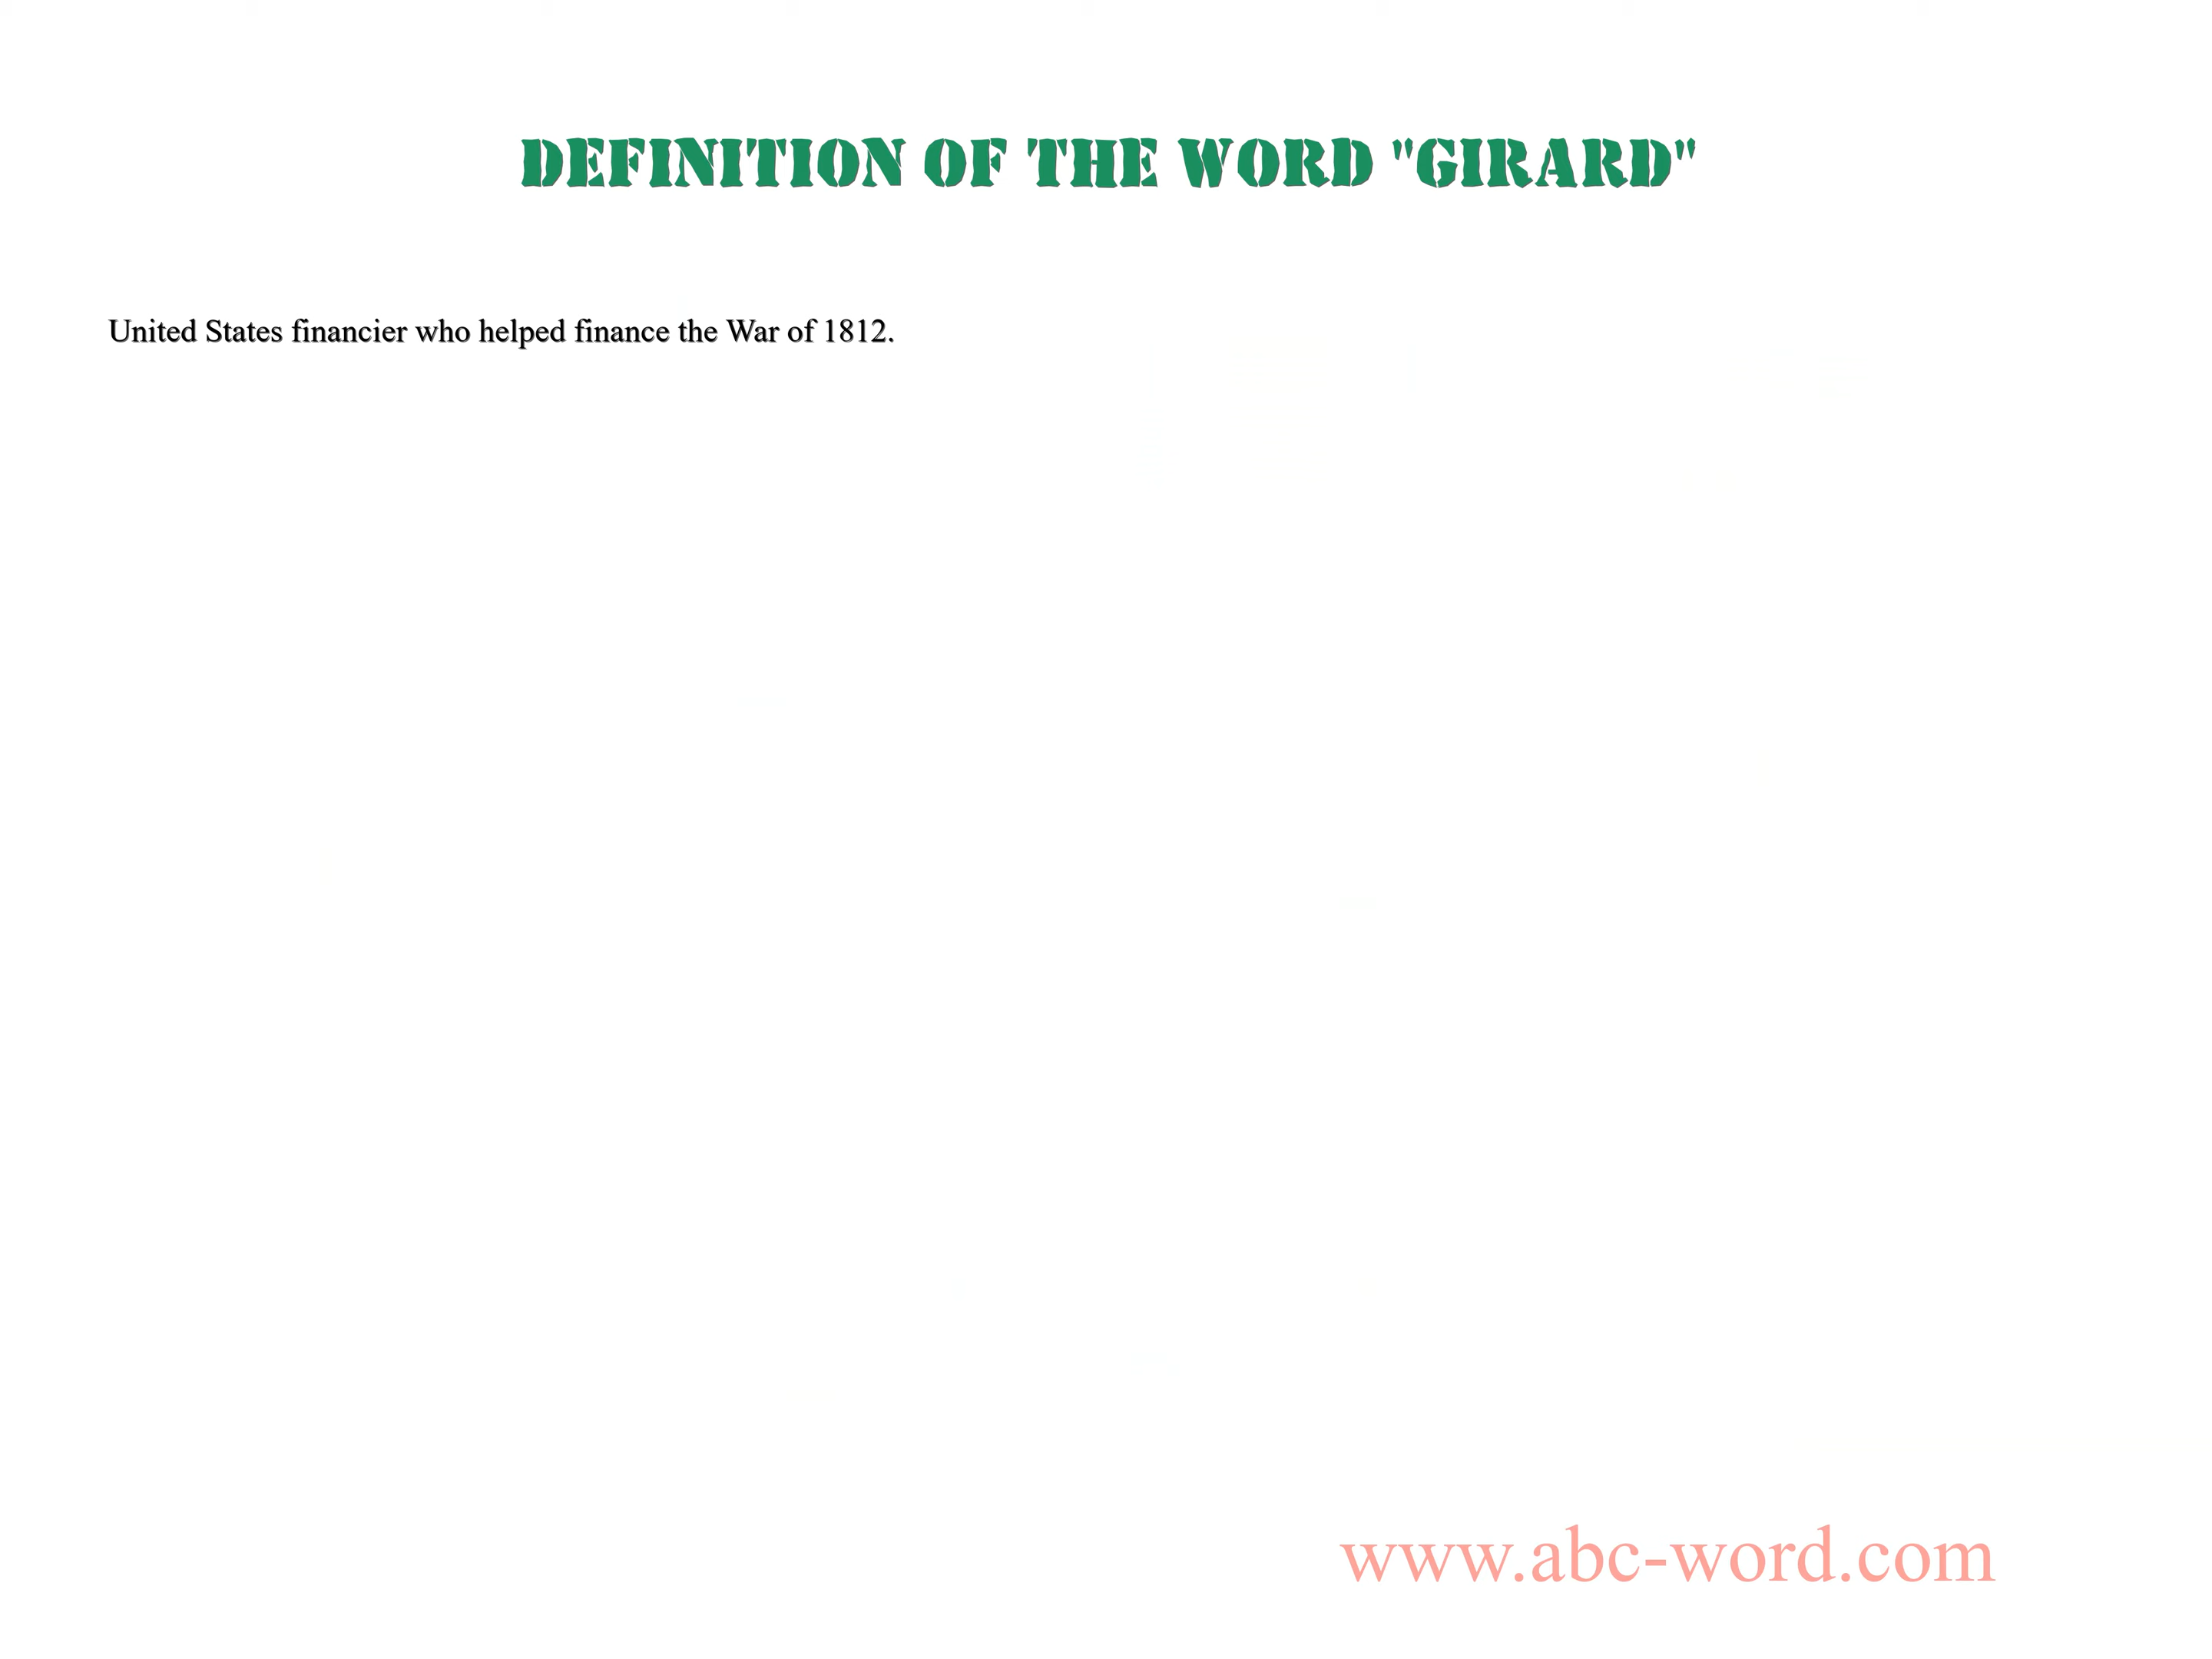 DEFINITION OF THE WORD "GIRARD"
United States financier who helped finance the War of 1812.
www.abc-word.com